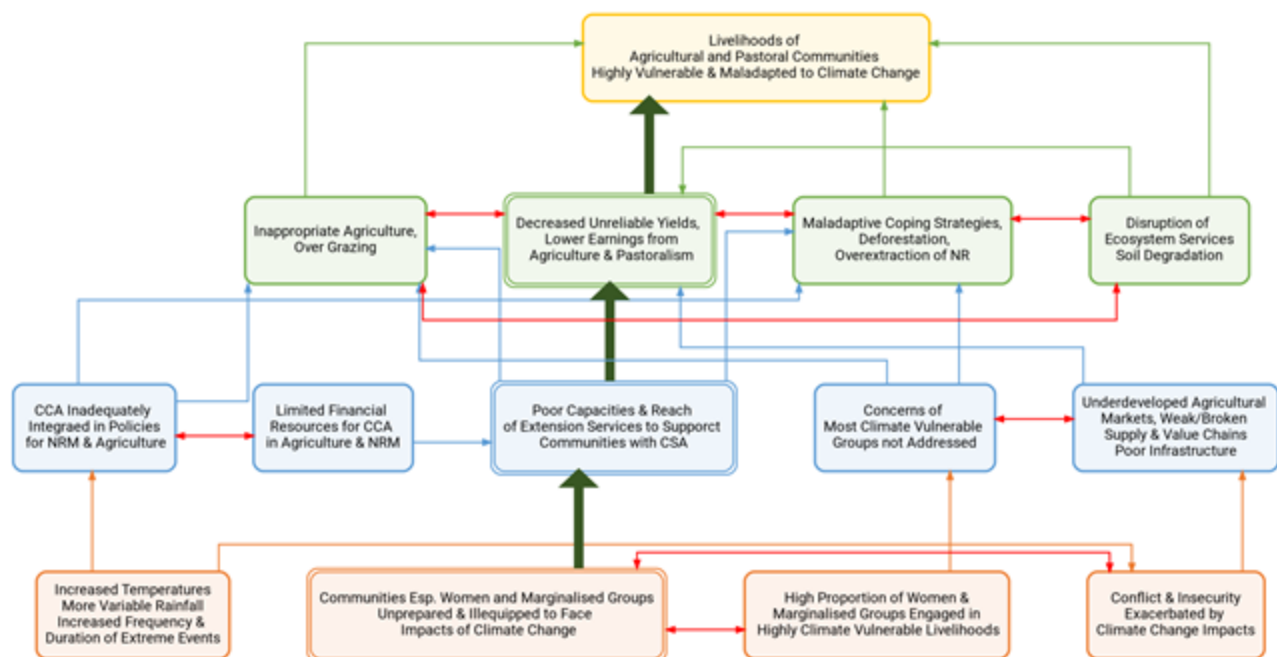 Livelihoods of
Agricultural and Pastoral Communities
Highly Vulnerable & Maladapted to Climate Change
Inappropriate Agriculture,
Over Grazing
Decreased Unreliable Yields,
Lower Earnings from
Agriculture & Pastoralism
Maladaptive Coping Strategies,
Deforestation,
Overextraction of NR
Disruption of
Ecosystem Services
Soil Degradation
CCA Inadequately
Integraed in Policies
for NRM & Agriculture
Limited Financial
Resources for CCA
in Agriculture & NRM
Poor Capacities & Reach
of Extension Services to Supporct
Communities with CSA
Concerns of
Most Climate Vulnerable
Groups not Addressed
Underdeveloped Agricultural
Markets, Weak/Broken
Supply & Value Chains
Poor Infrastructure
Increased Temperatures
More Variable Rainfall
Increased Frequency &
Duration of Extreme Events
Communities Esp. Women and Marginalised Groups
Unprepared & Illequipped to Face
Impacts of Climate Change
High Proportion of Women &
Marginalised Groups Engaged in
Highly Climate Vulnerable Livelihoods
Conflict & Insecurity
Exacerbated by
Climate Change Impacts